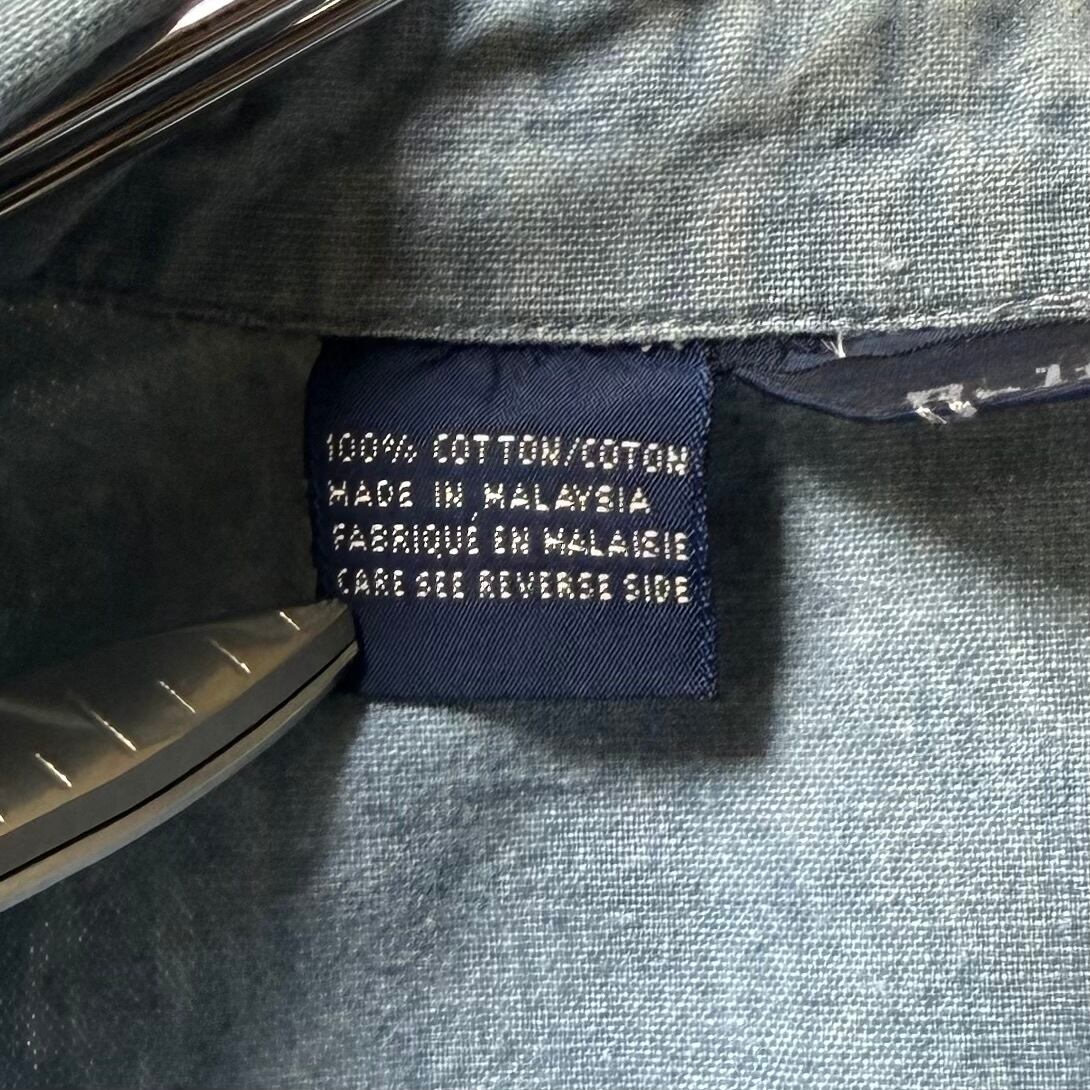 100% COTTON/COTON
MADE IN MALAYSIA
FABRIQUÉ EN MALAISIE
CARE SEE REVERSE SIDE